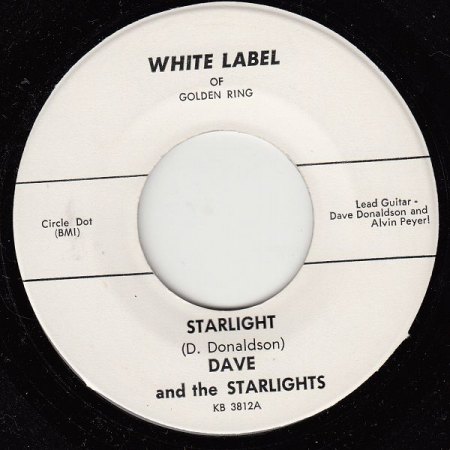 WHITE LABEL
OF
GOLDEN RING
Circle Dot
(BMI)
Lead Guitar -
Dave Donaldson and
Alvin Peyer!
STARLIGHT
(D. Donaldson)
DAVE
and the STARLIGHTS
KB 3812A